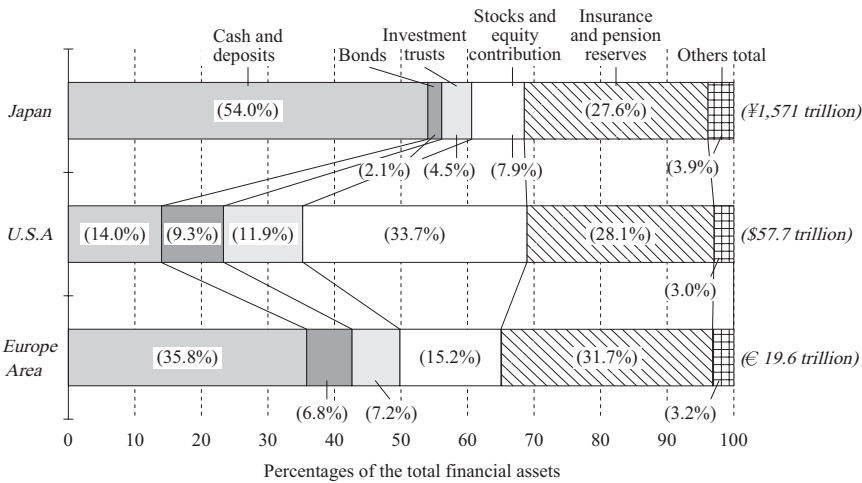 Cash and
deposits
Bonds
Investment
trusts
Stocks and
equity
contribution
Insurance
and pension
reserves
Others total
Japan
(54.0%)
(27.6%)
(¥1,571 trillion)
(2.1%)
(4.5%)
(7.9%)
(3.9%)
U.S.A
(14.0%)
(9.3%)
(11.9%)
(33.7%)
(28.1%)
($57.7 trillion)
(3.0%)
Europe
Area
(35.8%)
(15.2%)
(31.7%)
(€ 19.6 trillion)
(6.8%)
(7.2%)
(3.2%)
0 10 20 30 40 50 60 70 80 90 100
Percentages of the total financial assets